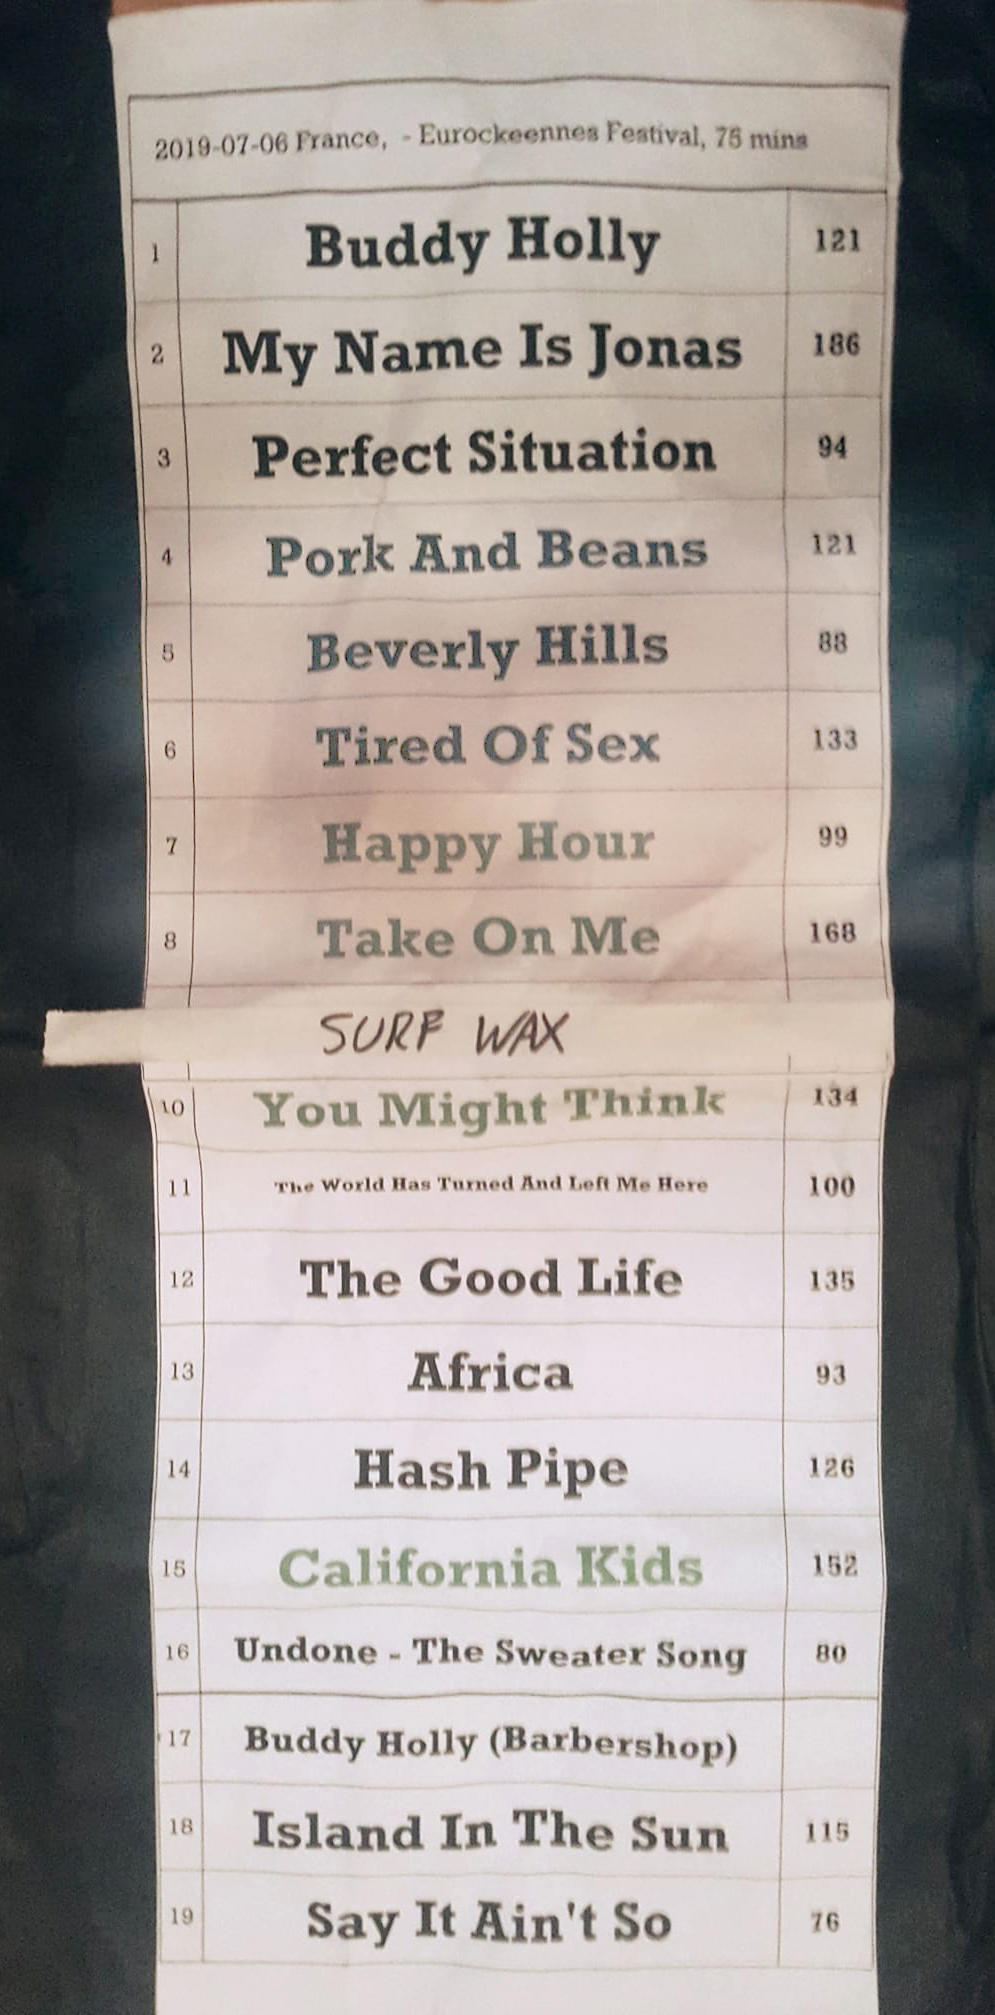 2019-07-06 France, - Eurockeennes Festival, 75 mins
1 Buddy Holly 121
2 My Name Is Jonas 186
3 Perfect Situation 94
4 Pork And Beans 121
5 Beverly Hills 88
6 Tired Of Sex 133
7 Happy Hour 99
8 Take On Me 168
SURF WAX
10 You Might Think 134
11 The World Has Turned And Left Me Here 100
12 The Good Life 135
13 Africa 93
14 Hash Pipe 126
15 California Kids 152
16 Undone - The Sweater Song 80
17 Buddy Holly (Barbershop)
18 Island In The Sun 115
19 Say It Ain't So 76